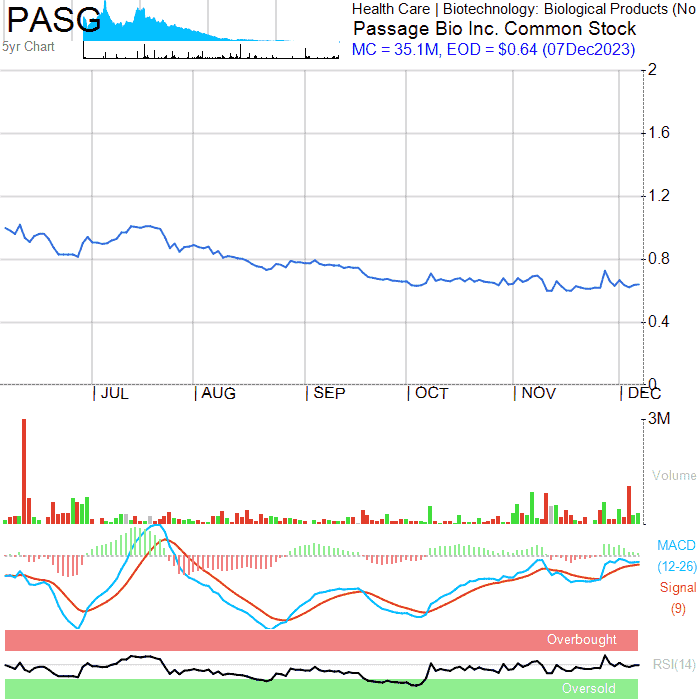 PASG
5yr Chart
Health Care | Biotechnology: Biological Products (No
Passage Bio Inc. Common Stock
MC = 35.1M, EOD = $0.64 (07Dec2023)
2
1.6
1.2
0.8
0.4
0
| JUL | AUG | SEP | OCT | NOV | DEC
3M
Volume
MACD
(12-26)
Signal
(9)
Overbought
RSI(14)
Oversold